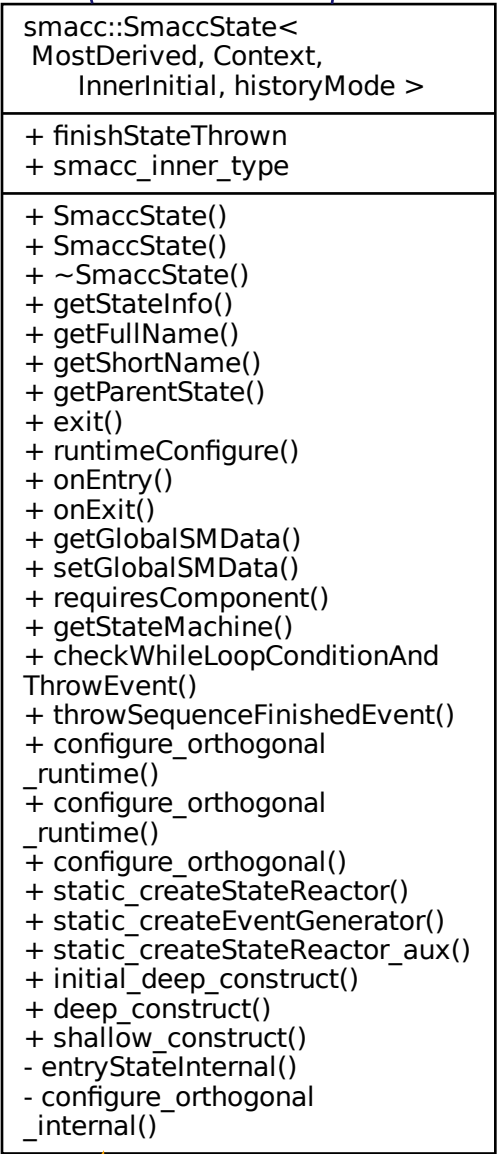 smacc::SmaccState<
MostDerived, Context,
InnerInitial, historyMode >
+ finishStateThrown
+ smacc_inner_type
+ SmaccState()
+ SmaccState()
+ ~SmaccState()
+ getStateInfo()
+ getFullName()
+ getShortName()
+ getParentState()
+ exit()
+ runtimeConfigure()
+ onEntry()
+ onExit()
+ getGlobalSMData()
+ setGlobalSMData()
+ requiresComponent()
+ getStateMachine()
+ checkWhileLoopConditionAnd
ThrowEvent()
+ throwSequenceFinishedEvent()
+ configure_orthogonal
_runtime()
+ configure_orthogonal
_runtime()
+ configure_orthogonal()
+ static_createStateReactor()
+ static_createEventGenerator()
+ static_createStateReactor_aux()
+ initial_deep_construct()
+ deep_construct()
+ shallow_construct()
- entryStateInternal()
- configure_orthogonal
_internal()